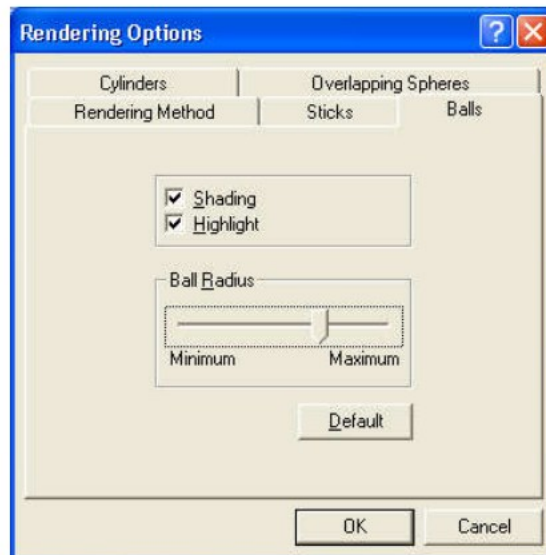 Rendering Options
Cylinders Overlapping Spheres
Rendering Method Sticks Balls
Shading
Highlight
Ball Radius
Minimum Maximum
Default
OK Cancel